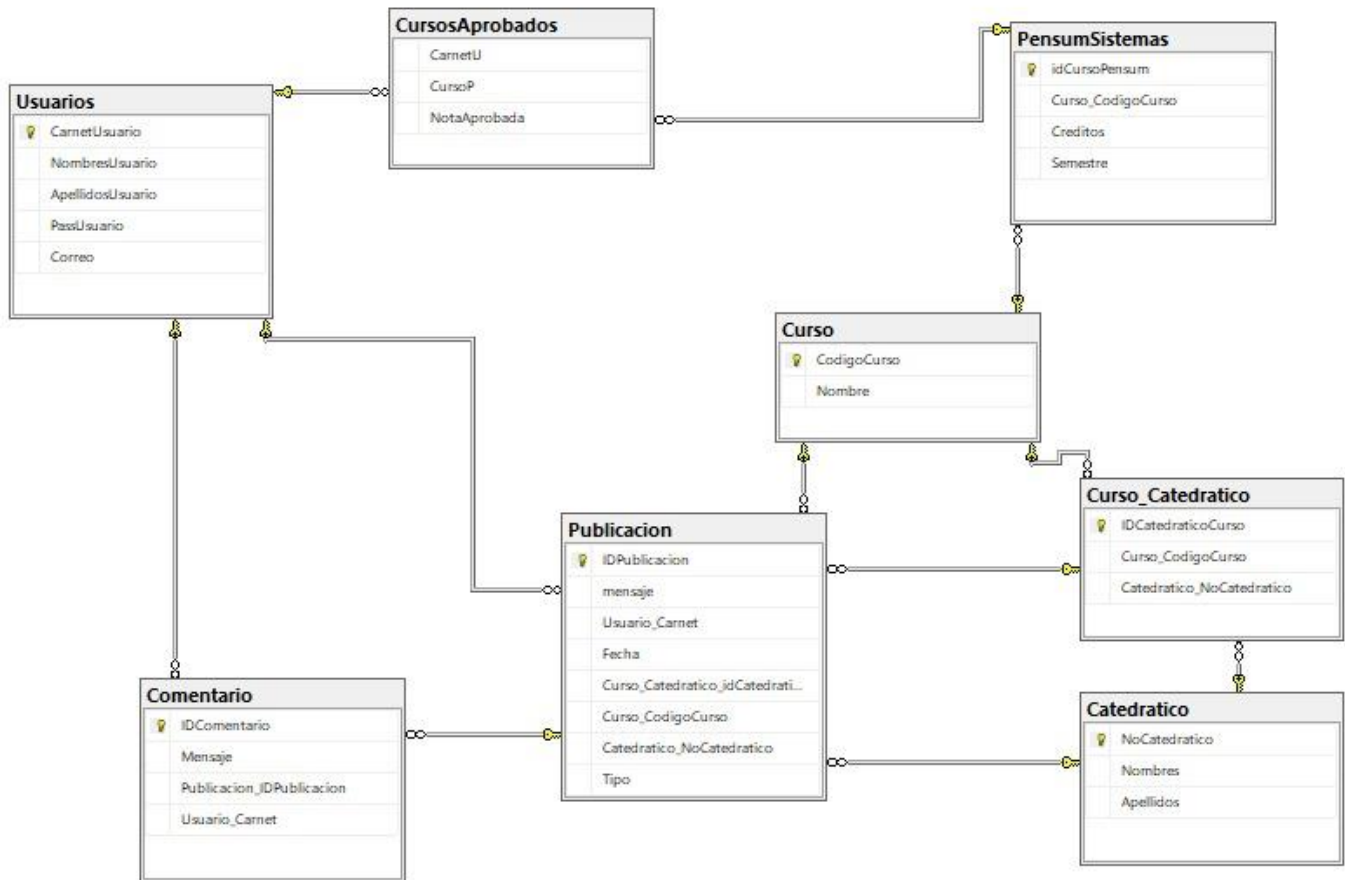 CursosAprobados
CarnetU
CursoP
NotaAprobada
PensumSistemas
idCursoPensum
Curso_CodigoCurso
Creditos
Semestre
Usuarios
CarnetUsuario
NombresUsuario
ApellidosUsuario
PassUsuario
Correo
Curso
CodigoCurso
Nombre
Curso_Catedratico
IDCatedraticoCurso
Curso_CodigoCurso
Catedratico_NoCatedratico
Publicacion
IDPublicacion
mensaje
Usuario_Carnet
Fecha
Curso_Catedratico_idCatedrati...
Curso_CodigoCurso
Catedratico_NoCatedratico
Tipo
Comentario
IDComentario
Mensaje
Publicacion_IDPublicacion
Usuario_Carnet
Catedratico
NoCatedratico
Nombres
Apellidos